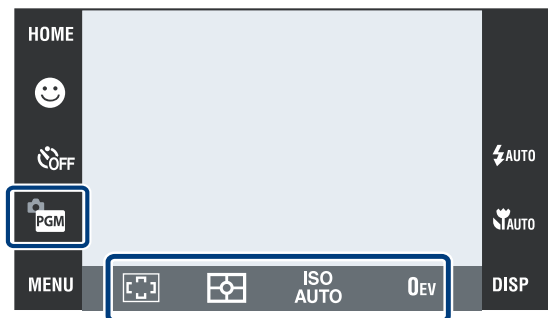 HOME
OFF
AUTO
PGM
AUTO
MENU
ISO
AUTO
0EV
DISP